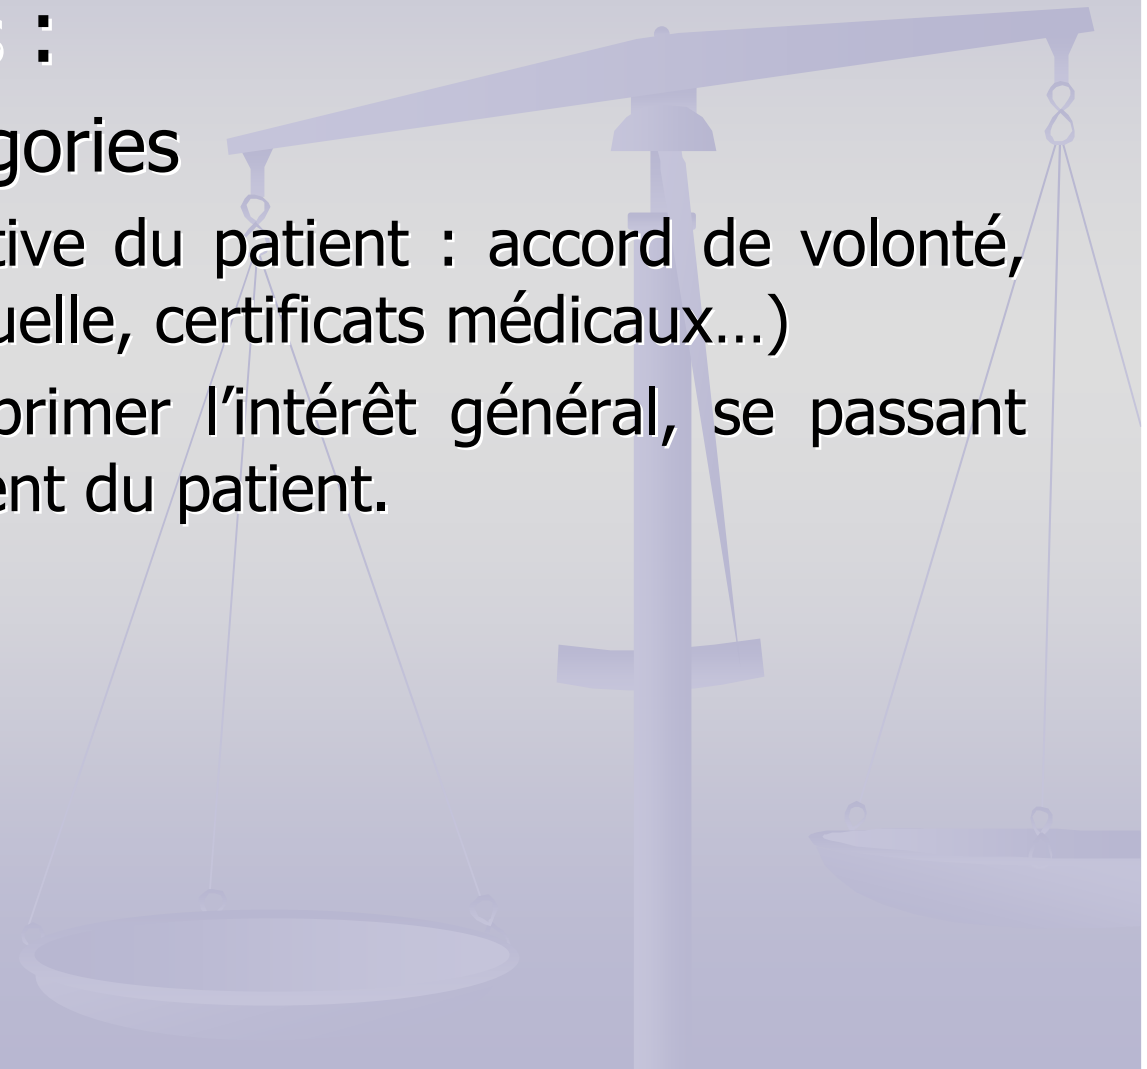 s :
gories
tive du patient : accord de volonté,
uelle, certificats médicaux…)
primer l’intérêt général, se passant
ent du patient.